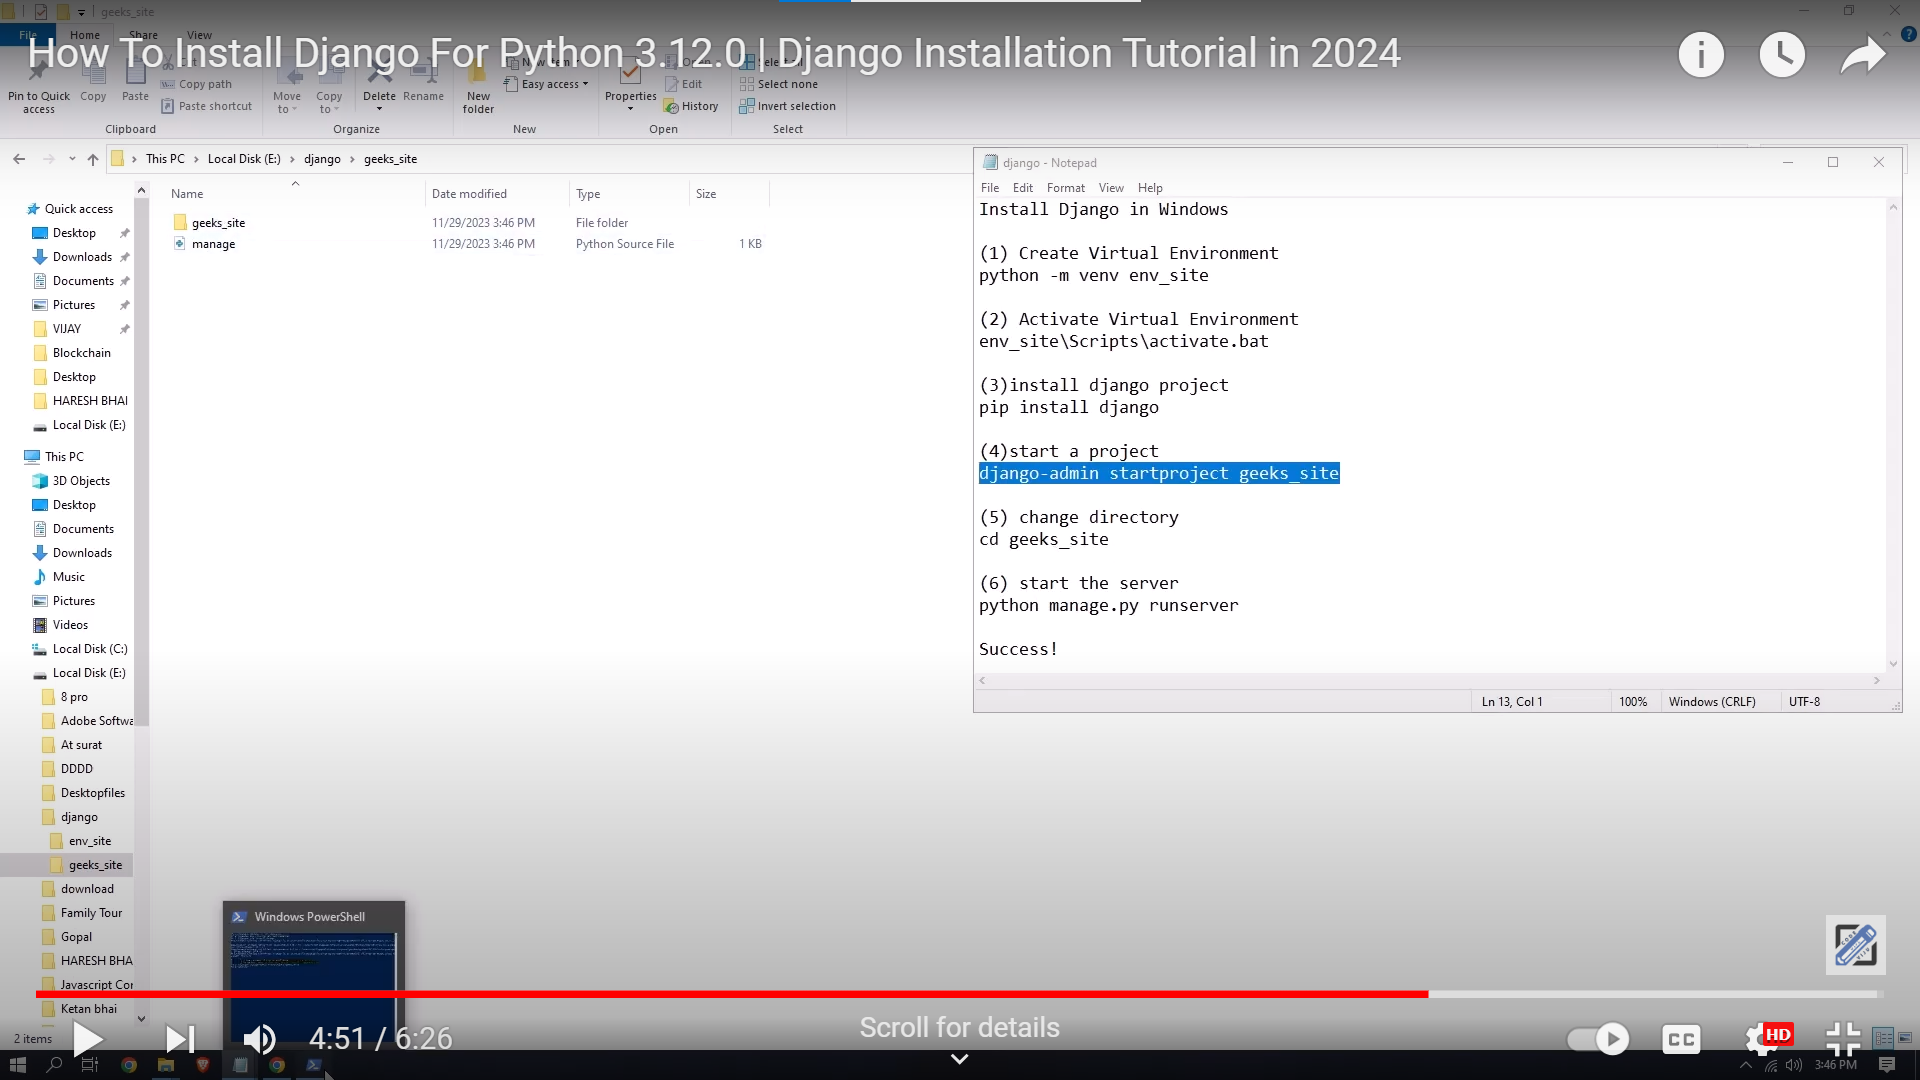 geeks_site
File
Home
Share
View
How To Install Django For Python 3.12.0 | Django Installation Tutorial in 2024
Pin to Quick access
Copy
Paste
Copy path
Paste shortcut
Move to
Copy to
Delete
Rename
New folder
Easy access
Properties
Edit
History
Select none
Invert selection
Clipboard
Organize
New
Open
Select
This PC
Local Disk (E:)
django
geeks_site
Name
Date modified
Type
Size
geeks_site
11/29/2023 3:46 PM
File folder
manage
11/29/2023 3:46 PM
Python Source File
1 KB
Quick access
Desktop
Downloads
Documents
Pictures
VIJAY
Blockchain
Desktop
HARESH BHAI
Local Disk (E:)
This PC
3D Objects
Desktop
Documents
Downloads
Music
Pictures
Videos
Local Disk (C:)
Local Disk (E:)
8 pro
Adobe Softwa
At surat
DDDD
Desktopfiles
django
env_site
geeks_site
download
Family Tour
Gopal
HARESH BHA
Javascript Cor
Ketan bhai
2 items
django - Notepad
File
Edit
Format
View
Help
Install Django in Windows
(1) Create Virtual Environment
python -m venv env_site
(2) Activate Virtual Environment
env_site\Scripts\activate.bat
(3)install django project
pip install django
(4)start a project
django-admin startproject geeks_site
(5) change directory
cd geeks_site
(6) start the server
python manage.py runserver
Success!
Ln 13, Col 1
100%
Windows (CRLF)
UTF-8
Windows PowerShell
4:51 / 6:26
Scroll for details
CC
HD
3:46 PM